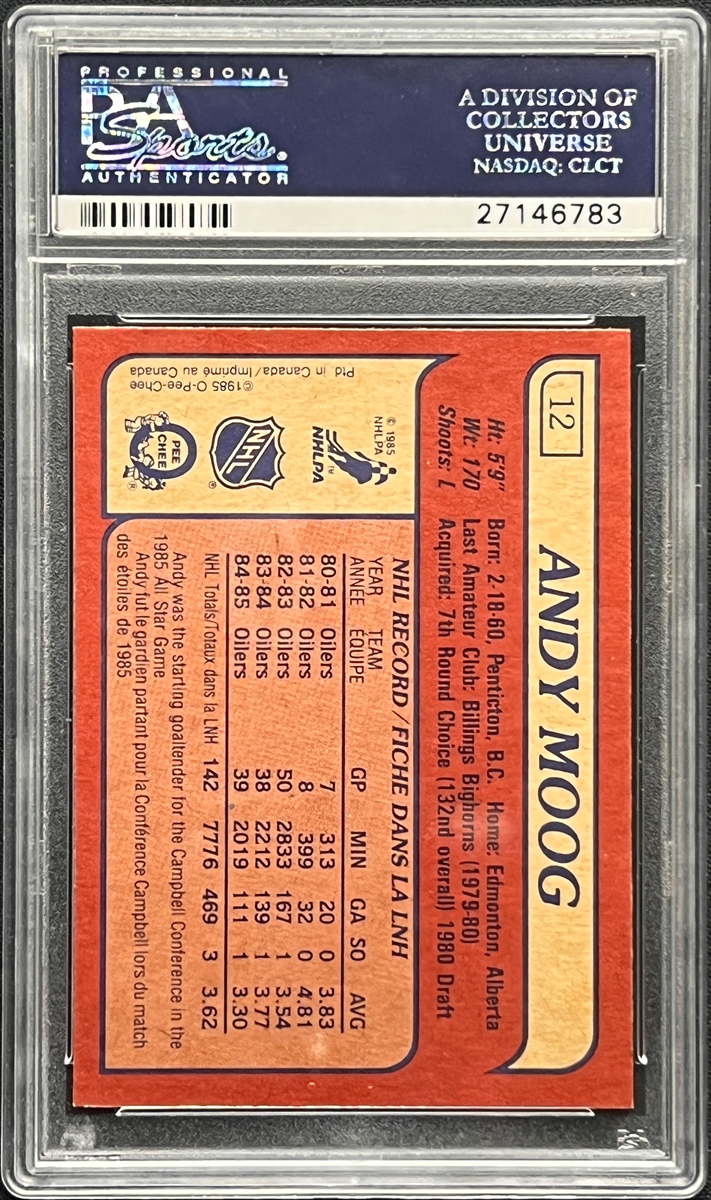 PROFESSIONAL
PSA
Sports
AUTHENTICATOR
A DIVISION OF
COLLECTORS
UNIVERSE
NASDAQ: CLCT
27146783
12
ANDY MOOG
Ht: 5'9" Born: 2-18-60, Penticton, B.C. Home: Edmonton, Alberta
Wt: 170 Last Amateur Club: Billings Bighorns (1979-80)
Shoots: L Acquired: 7th Round Choice (132nd overall) 1980 Draft
© 1985
NHLPA
NHLPA™
NHL
®
O
PEE
CHEE
®
©1985 O-Pee-Chee
Ptd. in Canada/Imprimé au Canada
NHL RECORD/FICHE DANS LA LNH
YEAR TEAM
ANNÉE ÉQUIPE GP MIN GA SO AVG
80-81 Oilers 7 313 20 0 3.83
81-82 Oilers 8 399 32 0 4.81
82-83 Oilers 50 2833 167 1 3.54
83-84 Oilers 38 2212 139 1 3.77
84-85 Oilers 39 2019 111 1 3.30
NHL Totals/Totaux dans la LNH 142 7776 469 3 3.62
Andy was the starting goaltender for the Campbell Conference in the
1985 All Star Game
Andy fut le gardien partant pour la Conférence Campbell lors du match
des étoiles de 1985